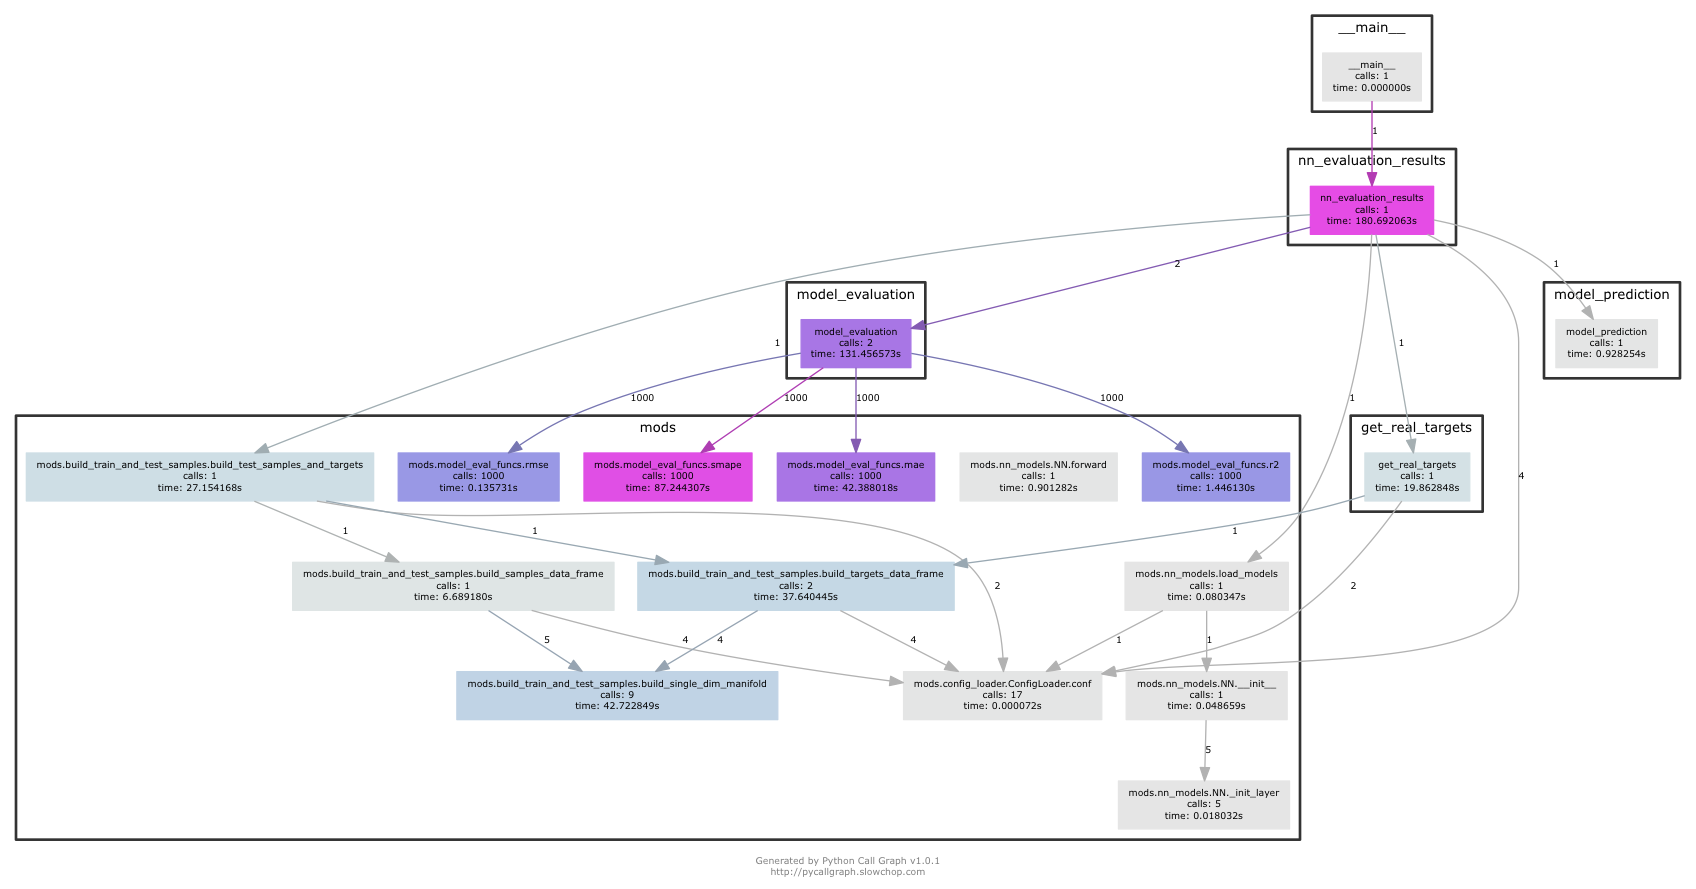 __main__
__main__
calls: 1
time: 0.000000s
1
nn_evaluation_results
nn_evaluation_results
calls: 1
time: 180.692063s
2
1
model_evaluation
model_evaluation
calls: 2
time: 131.456573s
model_prediction
model_prediction
calls: 1
time: 0.928254s
1
1
1000
1000
1000
1000
1
mods
get_real_targets
mods.build_train_and_test_samples.build_test_samples_and_targets
calls: 1
time: 27.154168s
mods.model_eval_funcs.rmse
calls: 1000
time: 0.135731s
mods.model_eval_funcs.smape
calls: 1000
time: 87.244307s
mods.model_eval_funcs.mae
calls: 1000
time: 42.388018s
mods.nn_models.NN.forward
calls: 1
time: 0.901282s
mods.model_eval_funcs.r2
calls: 1000
time: 1.446130s
get_real_targets
calls: 1
time: 19.862848s
4
1
1
1
mods.build_train_and_test_samples.build_samples_data_frame
calls: 1
time: 6.689180s
mods.build_train_and_test_samples.build_targets_data_frame
calls: 2
time: 37.640445s
2
mods.nn_models.load_models
calls: 1
time: 0.080347s
2
5
4
4
4
1
1
mods.build_train_and_test_samples.build_single_dim_manifold
calls: 9
time: 42.722849s
mods.config_loader.ConfigLoader.conf
calls: 17
time: 0.000072s
mods.nn_models.NN.__init__
calls: 1
time: 0.048659s
5
mods.nn_models.NN._init_layer
calls: 5
time: 0.018032s
Generated by Python Call Graph v1.0.1
http://pycallgraph.slowchop.com